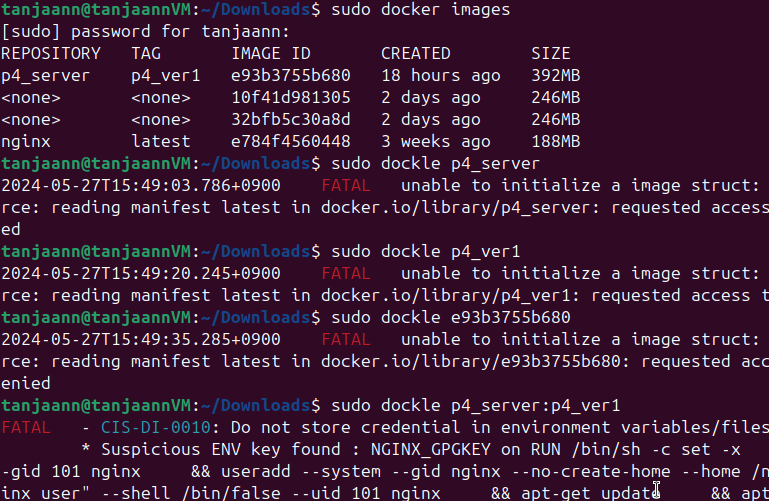 tanjaann@tanjaannVM:~/Downloads$ sudo docker images
[sudo] password for tanjaann:
REPOSITORY   TAG       IMAGE ID       CREATED        SIZE
p4_server    p4_ver1   e93b3755b680   18 hours ago   392MB
<none>       <none>    10f41d981305   2 days ago     246MB
<none>       <none>    32bfb5c30a8d   2 days ago     246MB
nginx        latest    e784f4560448   3 weeks ago    188MB
tanjaann@tanjaannVM:~/Downloads$ sudo dockle p4_server
2024-05-27T15:49:03.786+0900    FATAL   unable to initialize a image struct:
rce: reading manifest latest in docker.io/library/p4_server: requested access
ed
tanjaann@tanjaannVM:~/Downloads$ sudo dockle p4_ver1
2024-05-27T15:49:20.245+0900    FATAL   unable to initialize a image struct:
rce: reading manifest latest in docker.io/library/p4_ver1: requested access t
tanjaann@tanjaannVM:~/Downloads$ sudo dockle e93b3755b680
2024-05-27T15:49:35.285+0900    FATAL   unable to initialize a image struct:
rce: reading manifest latest in docker.io/library/e93b3755b680: requested acc
enied
tanjaann@tanjaannVM:~/Downloads$ sudo dockle p4_server:p4_ver1
FATAL   - CIS-DI-0010: Do not store credential in environment variables/files
        * Suspicious ENV key found : NGINX_GPGKEY on RUN /bin/sh -c set -x
-gid 101 nginx     && useradd --system --gid nginx --no-create-home --home /n
inx user" --shell /bin/false --uid 101 nginx     && apt-get update     && apt